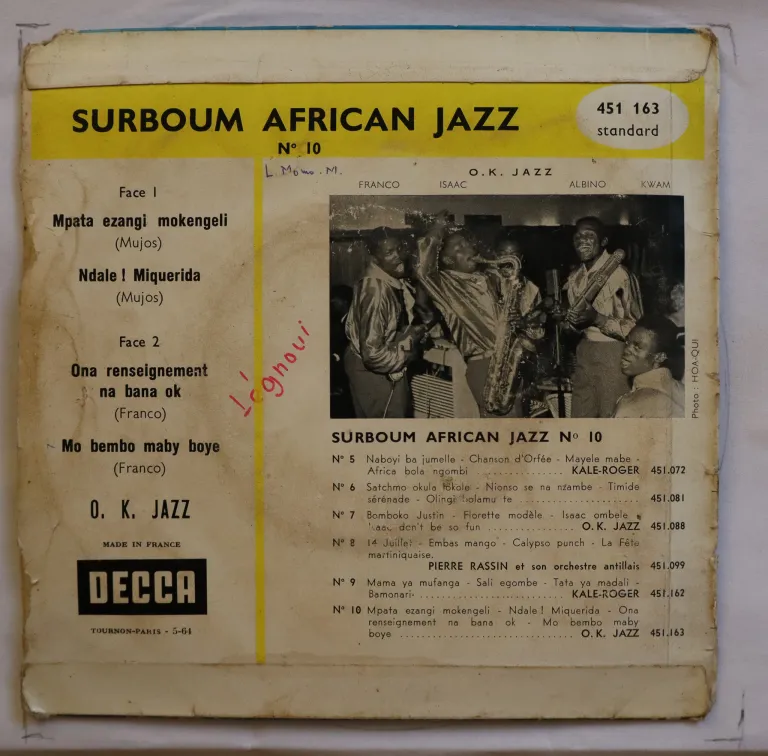 SURBOUM AFRICAN JAZZ
N° 10
451 163
standard
L. Momo. M.
Face 1
Mpata ezangi mokengeli
(Mujos)
Ndale ! Miquerida
(Mujos)
Face 2
Ona renseignement
na bana ok
(Franco)
Mo bembo maby boye
(Franco)
O. K. JAZZ
MADE IN FRANCE
DECCA
TOURNON-PARIS - 5-64
O.K. JAZZ
FRANCO ISAAC ALBINO KWAM
Photo : HOA-QUI
SURBOUM AFRICAN JAZZ N° 10
N° 5 Naboyi ba jumelle - Chanson d'Orfée - Mayele mabe -
Africa bola ngombi .............. KALE-ROGER 451.072
N° 6 Satchmo okula lokole - Nionso se na nzambe - Timide
sérénade - Olingi bolamu te .................... 451.081
N° 7 Bomboko Justin - Florette modèle - Isaac ombele
Isaac don't be so fun ............... O.K. JAZZ 451.088
N° 8 14 Juillet - Embas mango - Calypso punch - La Fête
martiniquaise.
PIERRE RASSIN et son orchestre antillais 451.099
N° 9 Mama ya mufanga - Sali egombe - Tata ya madali -
Bamonari ....................... KALE-ROGER 451.162
N° 10 Mpata ezangi mokengeli - Ndale ! Miquerida - Ona
renseignement na bana ok - Mo bembo maby
boye ............................ O.K. JAZZ 451.163